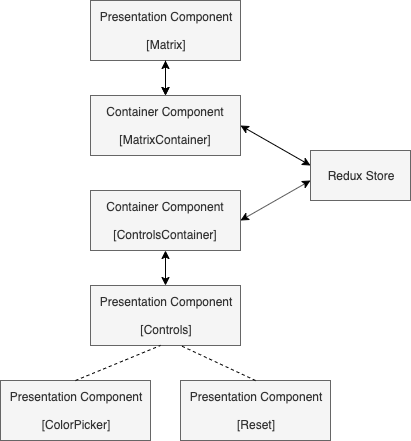 Presentation Component
[Matrix]
Container Component
[MatrixContainer]
Redux Store
Container Component
[ControlsContainer]
Presentation Component
[Controls]
Presentation Component
[ColorPicker]
Presentation Component
[Reset]